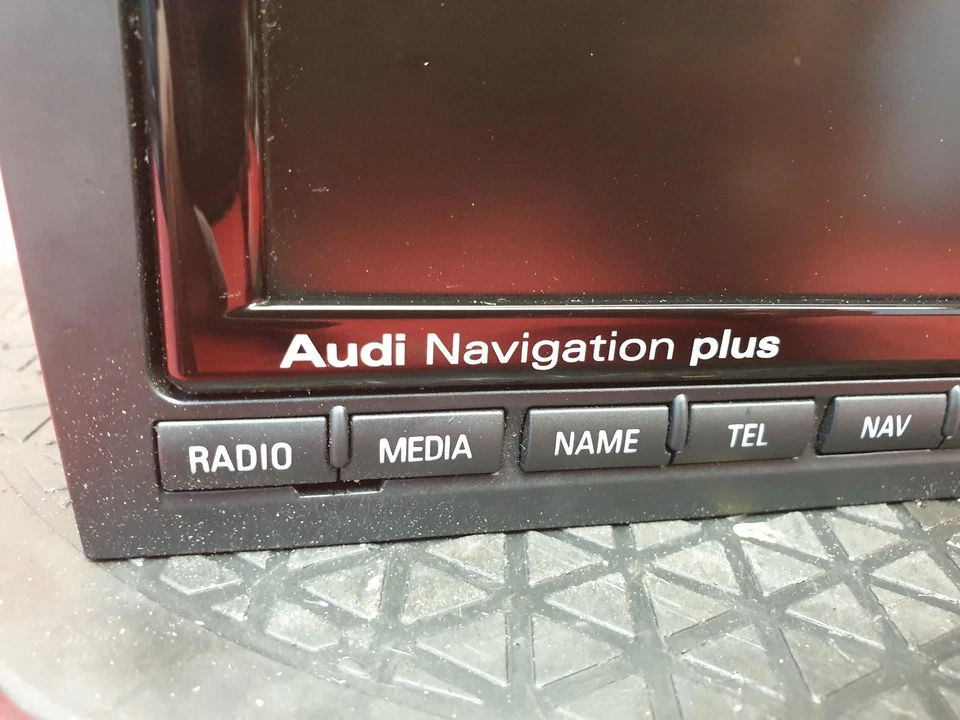 Audi Navigation plus
RADIO MEDIA NAME TEL NAV